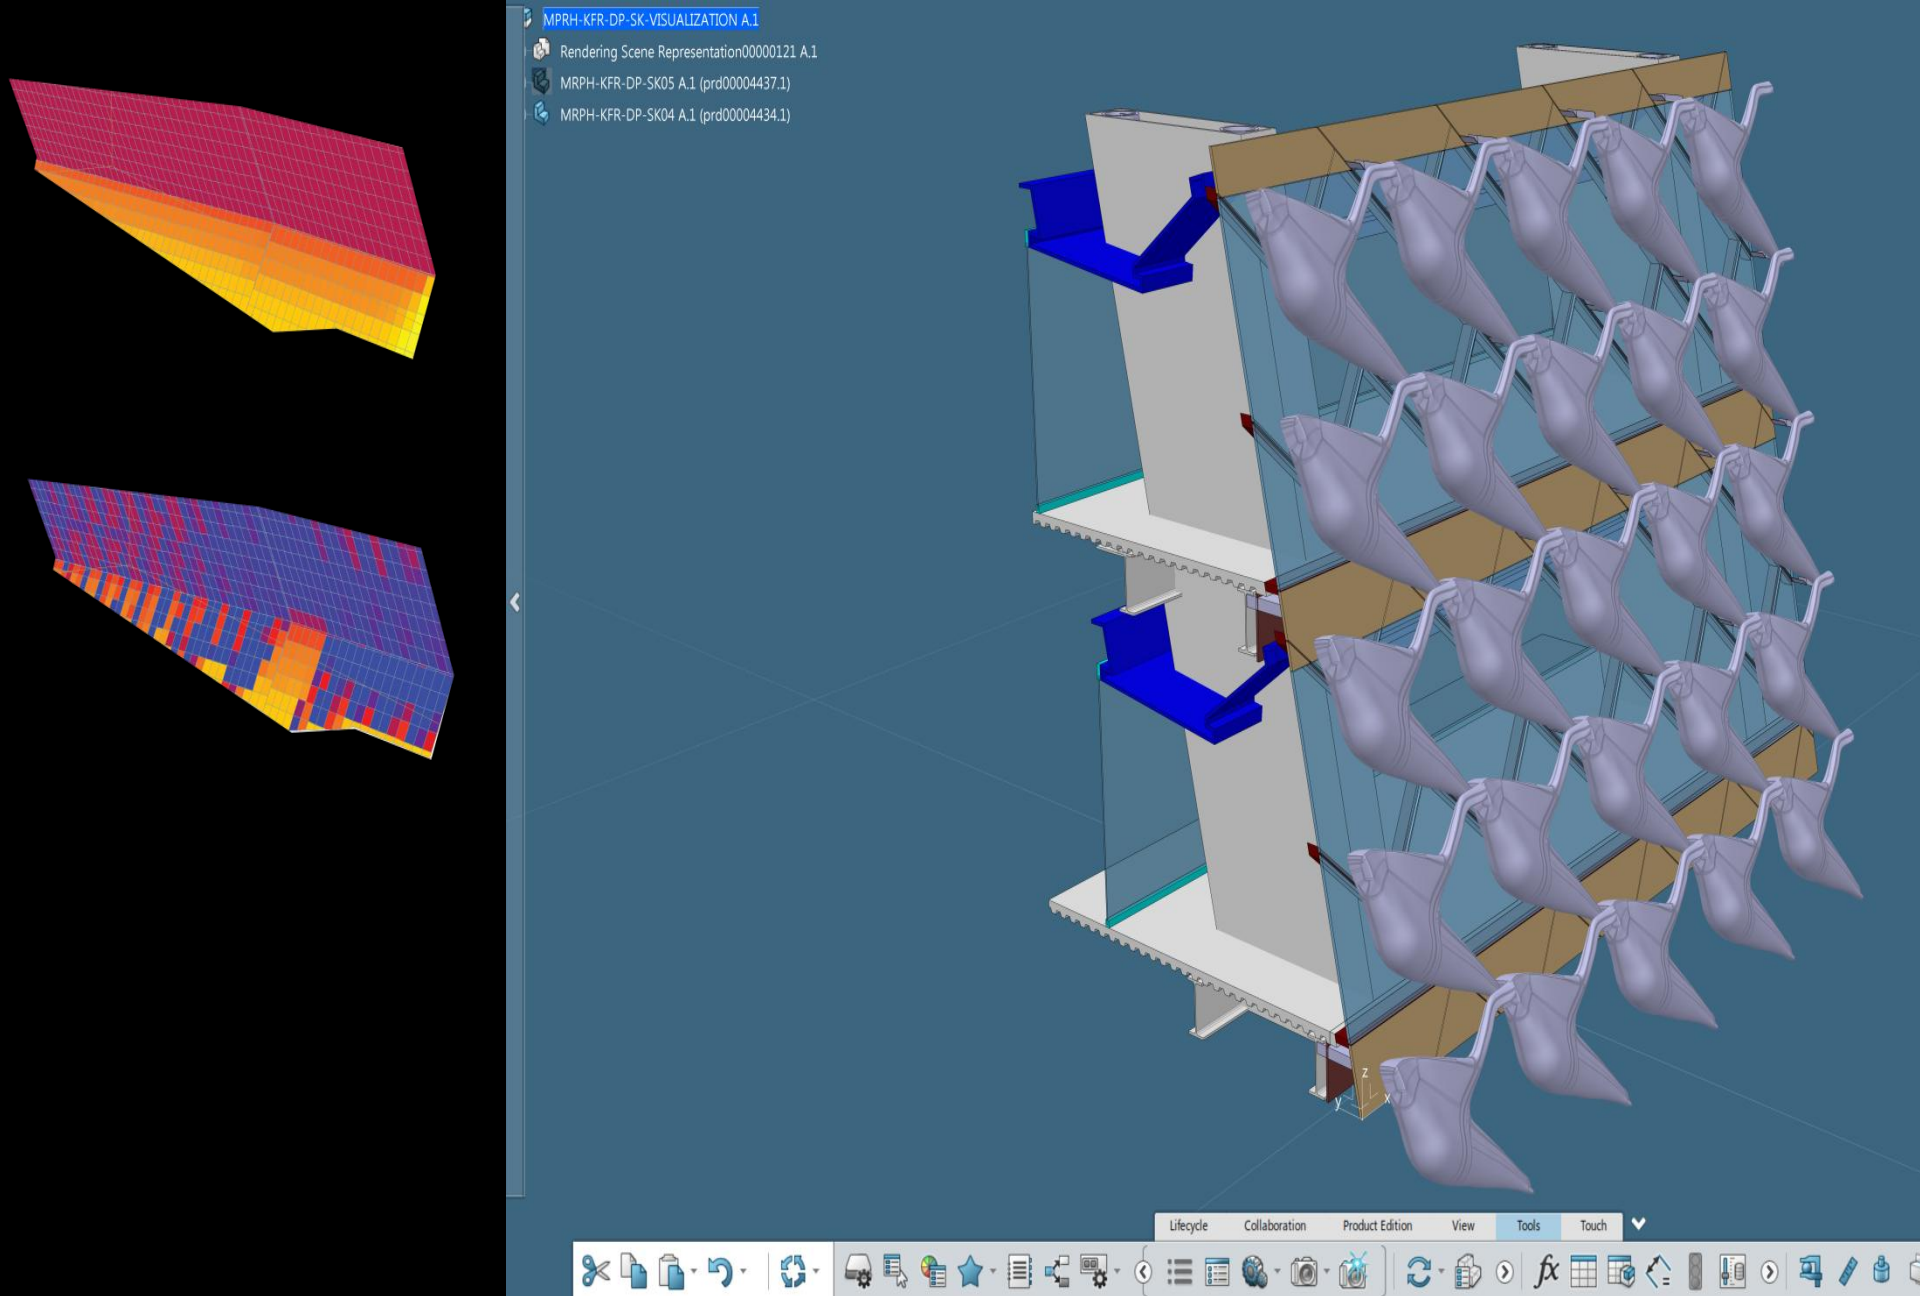 MPRH-KFR-DP-SK-VISUALIZATION A.1
Rendering Scene Representation00000121 A.1
MRPH-KFR-DP-SK05 A.1 (prd00004437.1)
MRPH-KFR-DP-SK04 A.1 (prd00004434.1)
z
y
x
Lifecycle Collaboration Product Edition View Tools Touch
fx